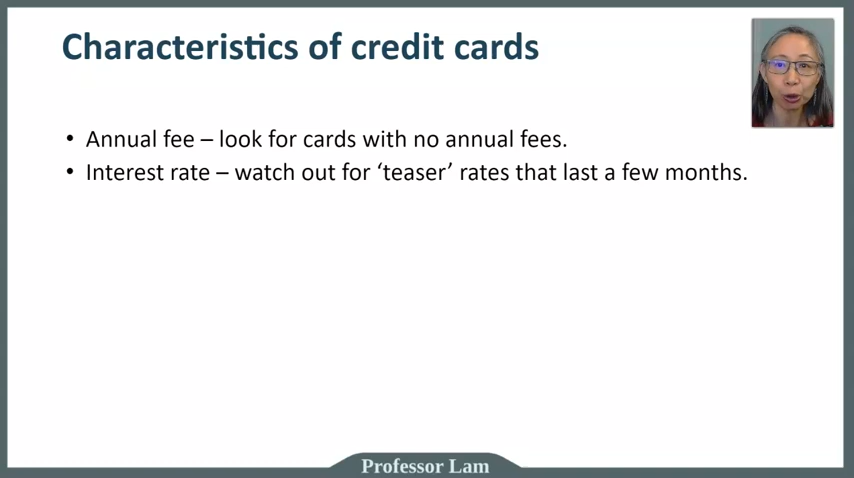 Characteristics of credit cards
• Annual fee – look for cards with no annual fees.
• Interest rate – watch out for ‘teaser’ rates that last a few months.
Professor Lam